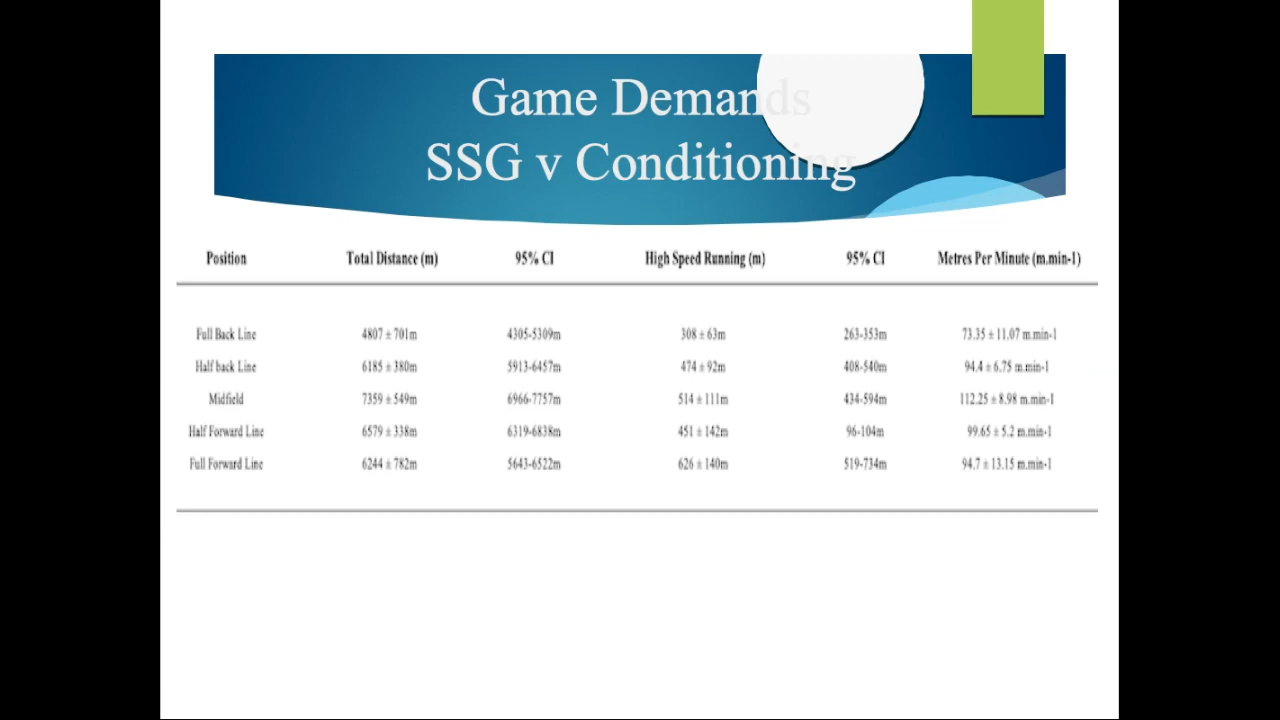 Game Demands
SSG v Conditioning
Position Total Distance (m) 95% CI High Speed Running (m) 95% CI Metres Per Minute (m.min-1)
Full Back Line 4807 ± 701m 4305-5309m 308 ± 63m 263-353m 73.35 ± 11.07 m.min-1
Half back Line 6185 ± 380m 5913-6457m 474 ± 92m 408-540m 94.4 ± 6.75 m.min-1
Midfield 7359 ± 549m 6966-7757m 514 ± 111m 434-594m 112.25 ± 8.98 m.min-1
Half Forward Line 6579 ± 338m 6319-6838m 451 ± 142m 96-104m 99.65 ± 5.2 m.min-1
Full Forward Line 6244 ± 782m 5643-6522m 626 ± 140m 519-734m 94.7 ± 13.15 m.min-1